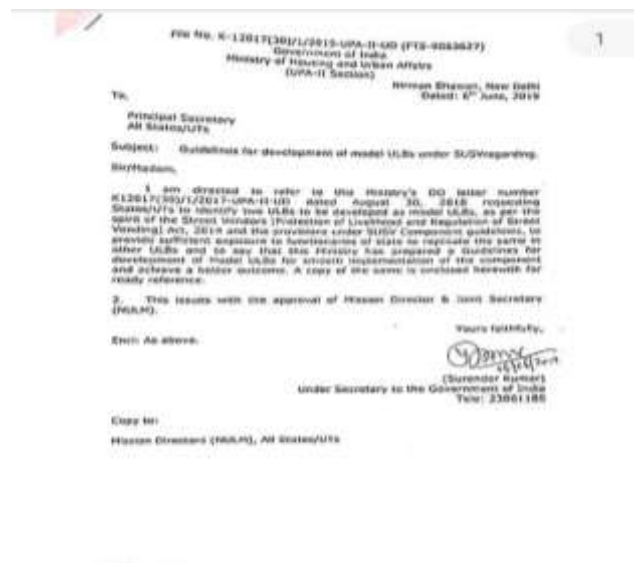 1
File No. K-12017(30)/1/2015-UPA-II-UD (FTS-9083627)
Government of India
Ministry of Housing and Urban Affairs
(UPA-II Section)
Nirman Bhawan, New Delhi
Dated: 6th June, 2019
To,
Principal Secretary
All States/UTs
Subject: Guidelines for development of model ULBs under SUSVregarding.
Sir/Madam,
I am directed to refer to this Ministry's DO letter number
K12017(30)/1/2017-UPA-II-UD dated August 30, 2018 requesting
States/UTs to identify two ULBs to be developed as model ULBs, as per the
spirit of the Street Vendors (Protection of Livelihood and Regulation of Street
Vending) Act, 2014 and the provisions under SUSV Component guidelines, to
provide sufficient exposure to functionaries of state to replicate the same in
other ULBs and to say that this Ministry has prepared a Guidelines for
development of model ULBs for smooth implementation of the component
and achieve a better outcome. A copy of the same is enclosed herewith for
ready reference.
2. This issues with the approval of Mission Director & Joint Secretary
(NULM).
Yours faithfully,
Encl: As above.
(Surender Kumar)
Under Secretary to the Government of India
Tele: 23061185
Copy to:
Mission Directors (NULM), All States/UTs